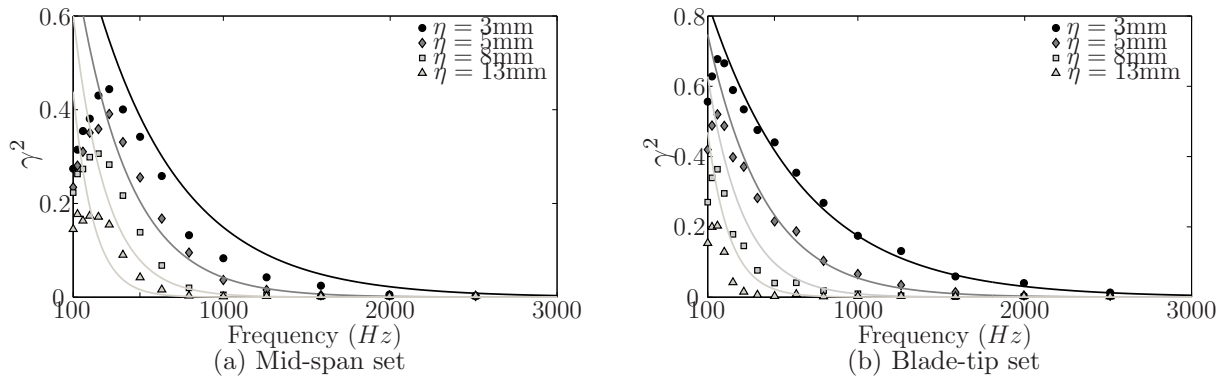 0.6
0.4
0.2
0
γ²
η = 3mm
η = 5mm
η = 8mm
η = 13mm
100
1000
2000
3000
Frequency (Hz)
(a) Mid-span set
0.8
0.6
0.4
0.2
0
γ²
η = 3mm
η = 5mm
η = 8mm
η = 13mm
100
1000
2000
3000
Frequency (Hz)
(b) Blade-tip set